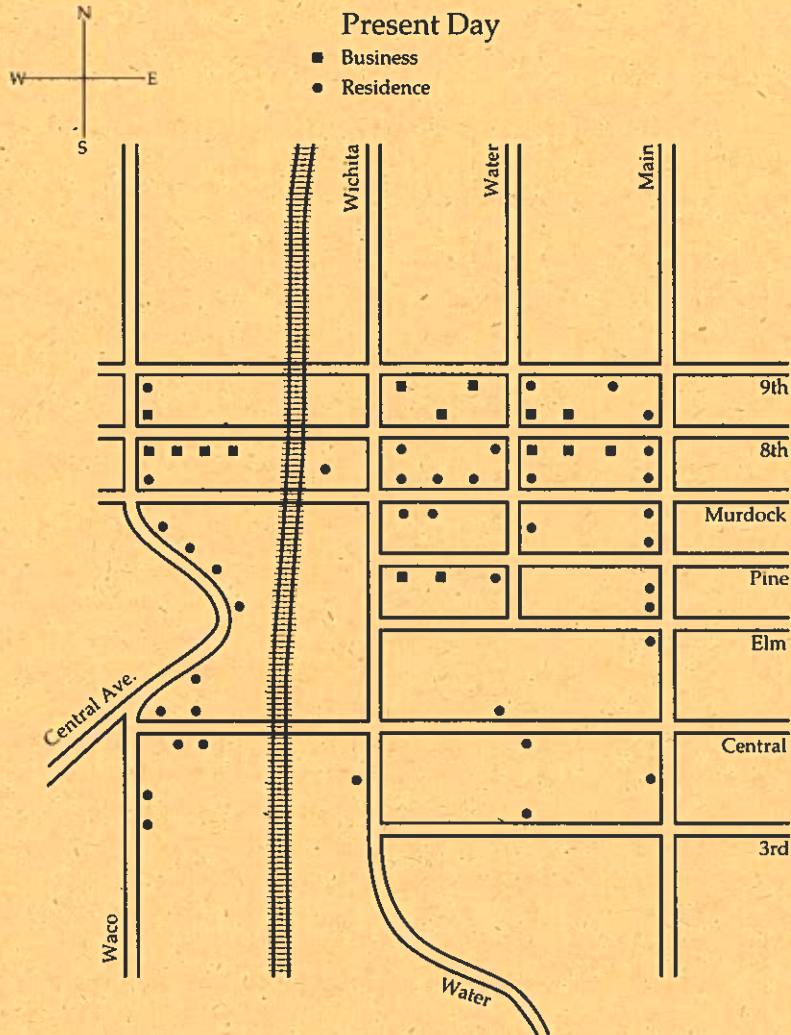 N
Present Day
Business
W E
Residence
S
Wichita
Water
Main
9th
8th
Murdock
Pine
Elm
Central Ave.
Central
3rd
Waco
Water